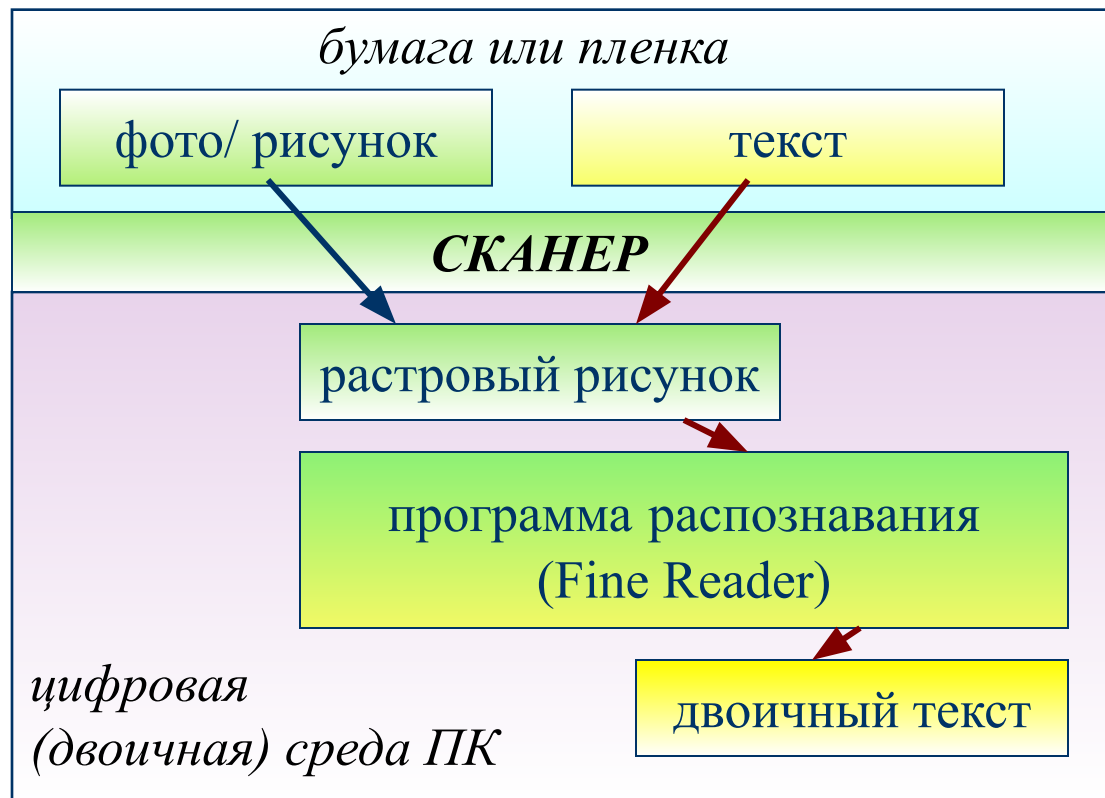 бумага или пленка
фото/ рисунок
текст
СКАНЕР
растровый рисунок
программа распознавания
(Fine Reader)
двоичный текст
цифровая
(двоичная) среда ПК